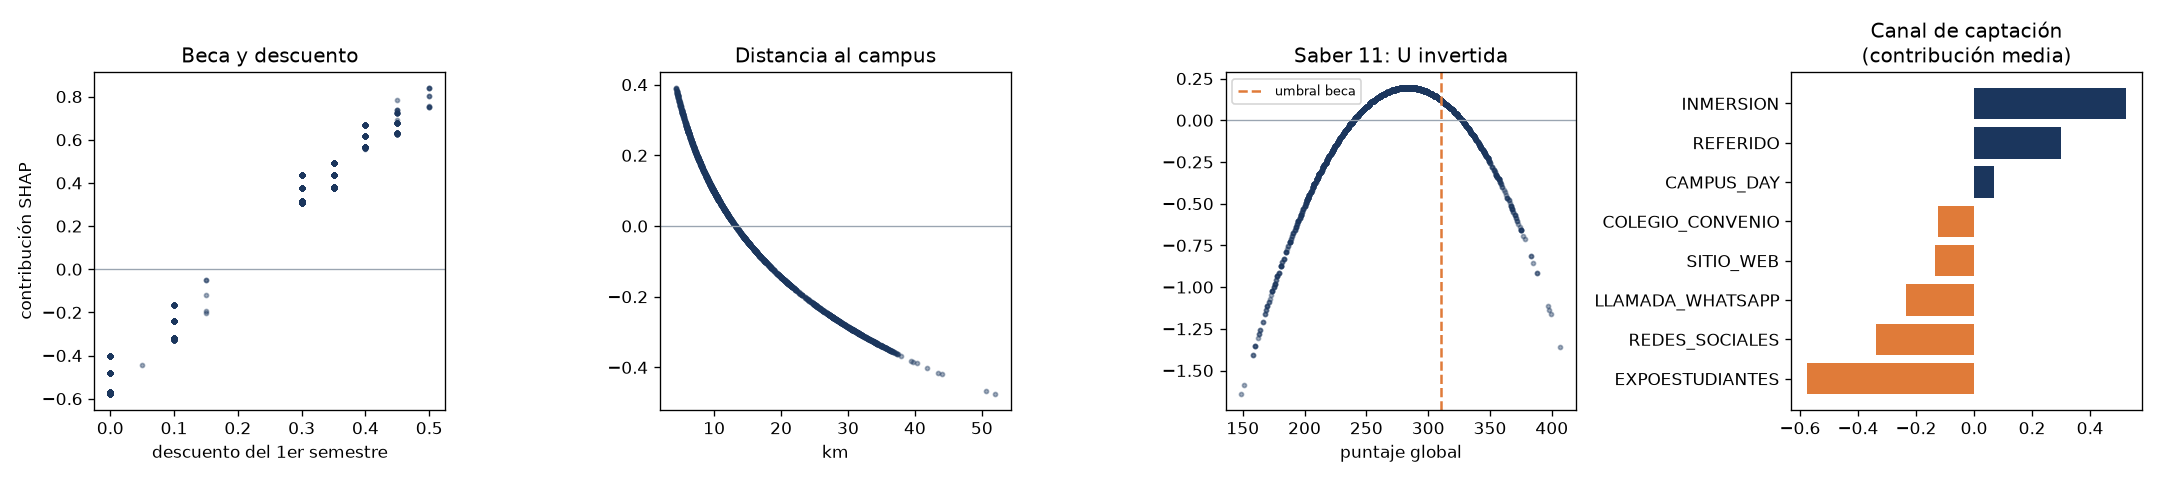 Beca y descuento
contribución SHAP
0.8
0.6
0.4
0.2
0.0
−0.2
−0.4
−0.6
0.0 0.1 0.2 0.3 0.4 0.5
descuento del 1er semestre
Distancia al campus
0.4
0.2
0.0
−0.2
−0.4
10 20 30 40 50
km
Saber 11: U invertida
umbral beca
0.25
0.00
−0.25
−0.50
−0.75
−1.00
−1.25
−1.50
150 200 250 300 350 400
puntaje global
Canal de captación
(contribución media)
INMERSION
REFERIDO
CAMPUS_DAY
COLEGIO_CONVENIO
SITIO_WEB
LLAMADA_WHATSAPP
REDES_SOCIALES
EXPOESTUDIANTES
−0.6 −0.4 −0.2 0.0 0.2 0.4